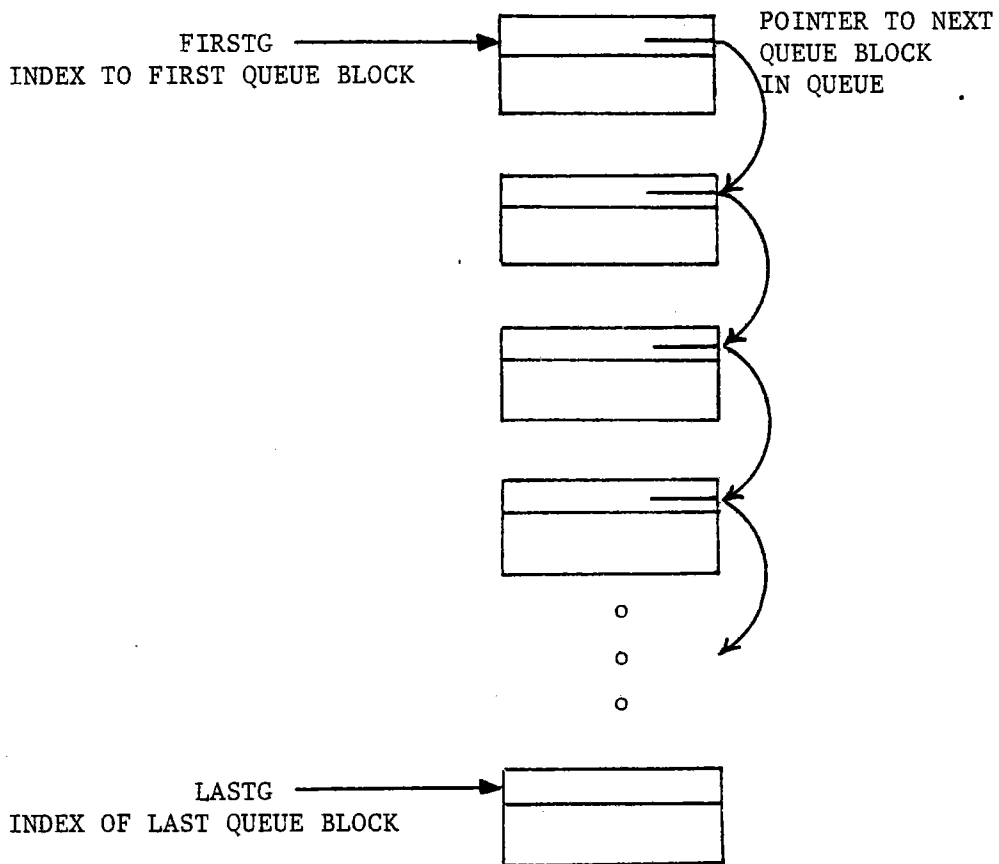 POINTER TO NEXT
QUEUE BLOCK
IN QUEUE
FIRSTG
INDEX TO FIRST QUEUE BLOCK
o
o
o
LASTG
INDEX OF LAST QUEUE BLOCK